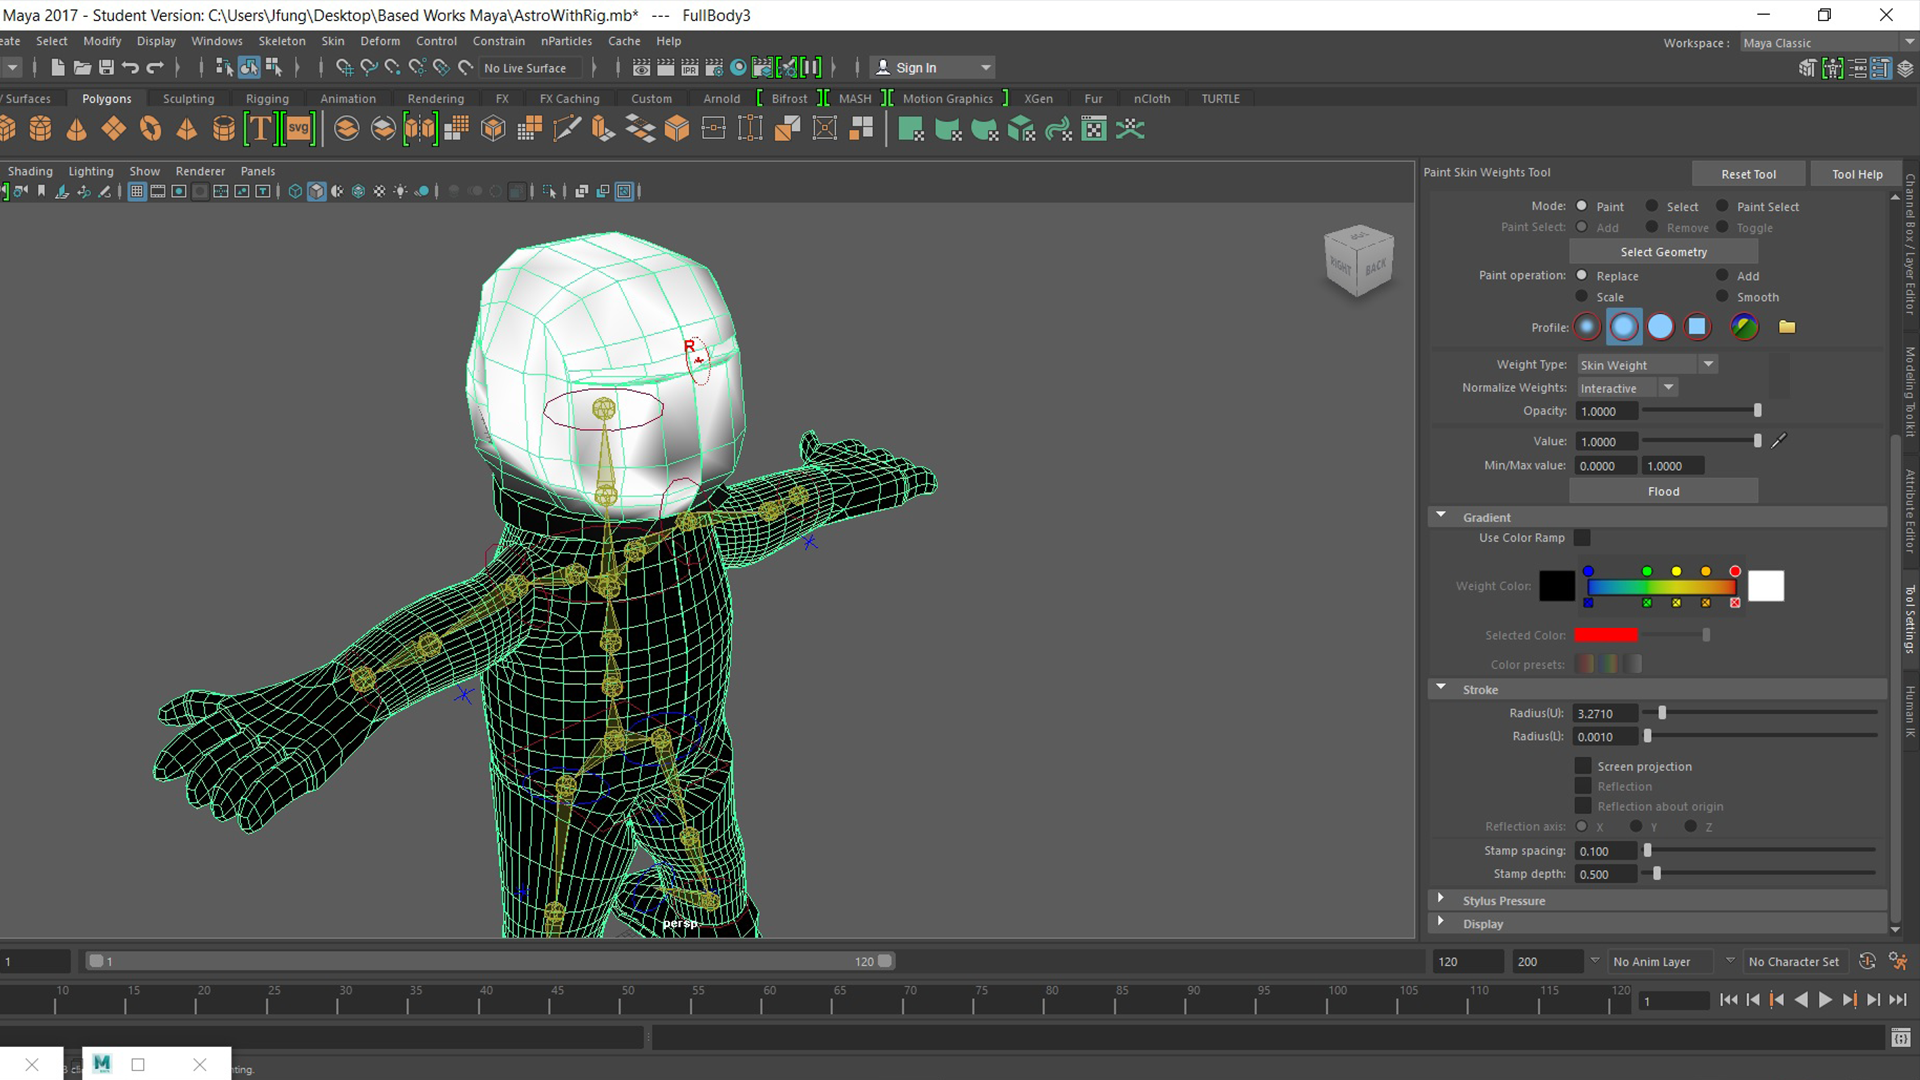 Maya 2017 - Student Version: C:\Users\Jfung\Desktop\Based Works Maya\AstroWithRig.mb* --- FullBody3
eate Select Modify Display Windows Skeleton Skin Deform Control Constrain nParticles Cache Help
Workspace : Maya Classic
No Live Surface
IPR
Sign In
/ Surfaces Polygons Sculpting Rigging Animation Rendering FX FX Caching Custom Arnold Bifrost MASH Motion Graphics XGen Fur nCloth TURTLE
T SVG
Shading Lighting Show Renderer Panels
RIGHT BACK
R
persp
Paint Skin Weights Tool Reset Tool Tool Help
Mode: Paint Select Paint Select
Paint Select: Add Remove Toggle
Select Geometry
Paint operation: Replace Add
Scale Smooth
Profile:
Weight Type: Skin Weight
Normalize Weights: Interactive
Opacity: 1.0000
Value: 1.0000
Min/Max value: 0.0000 1.0000
Flood
Gradient
Use Color Ramp
Weight Color:
Selected Color:
Color presets:
Stroke
Radius(U): 3.2710
Radius(L): 0.0010
Screen projection
Reflection
Reflection about origin
Reflection axis: X Y Z
Stamp spacing: 0.100
Stamp depth: 0.500
Stylus Pressure
Display
Channel Box / Layer Editor
Modeling Toolkit
Attribute Editor
Tool Settings
Human IK
1 1 120 120 200 No Anim Layer No Character Set
10 15 20 25 30 35 40 45 50 55 60 65 70 75 80 85 90 95 100 105 110 115 120 1
M
nting.